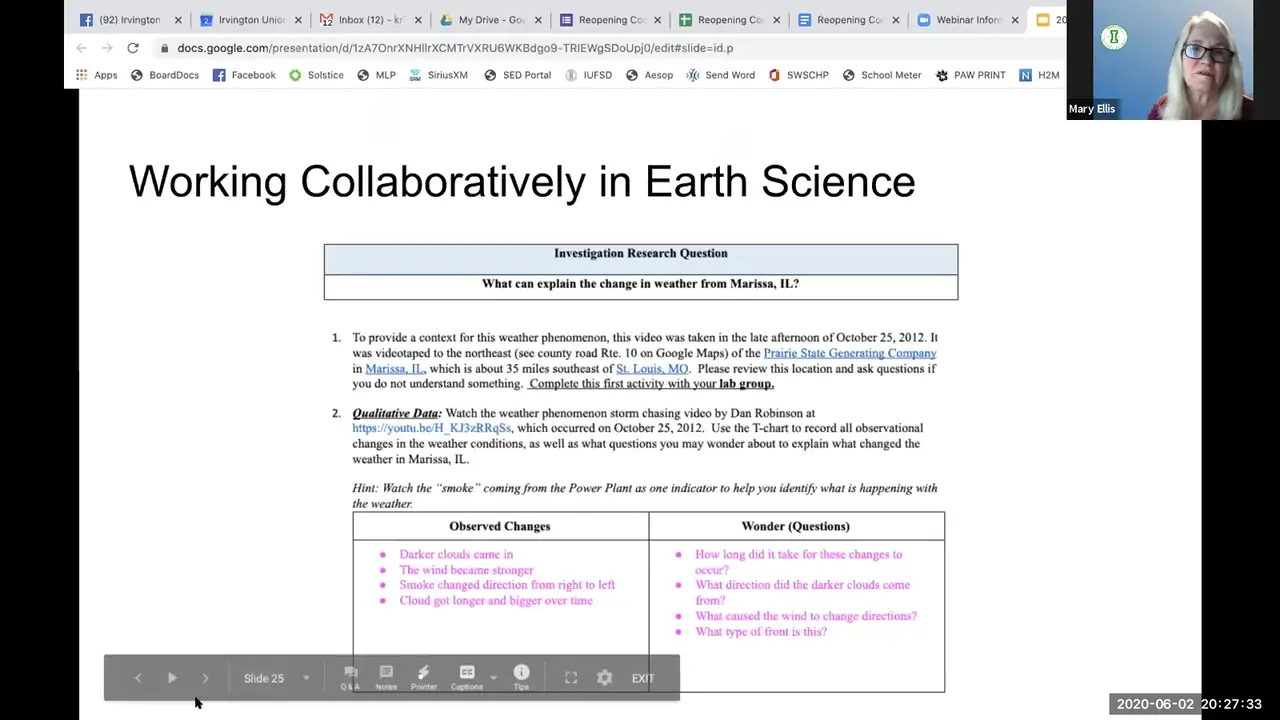 (92) Irvington
Irvington Union
Inbox (12) - kr
My Drive - Goo
Reopening Co
Reopening Co
Reopening Co
Webinar Inform
20
docs.google.com/presentation/d/1zA7OnrXNHllrXCMTrVXRU6WKBdgo9-TRIEWgSDoUpj0/edit#slide=id.p
Apps
BoardDocs
Facebook
Solstice
MLP
SiriusXM
SED Portal
IUFSD
Aesop
Send Word
SWSCHP
School Meter
PAW PRINT
H2M
Mary Ellis
Working Collaboratively in Earth Science
Investigation Research Question
What can explain the change in weather from Marissa, IL?
1. To provide a context for this weather phenomenon, this video was taken in the late afternoon of October 25, 2012. It
was videotaped to the northeast (see county road Rte. 10 on Google Maps) of the Prairie State Generating Company
in Marissa, IL, which is about 35 miles southeast of St. Louis, MO. Please review this location and ask questions if
you do not understand something. Complete this first activity with your lab group.
2. Qualitative Data: Watch the weather phenomenon storm chasing video by Dan Robinson at
https://youtu.be/H_KJ3zRRqSs, which occurred on October 25, 2012. Use the T-chart to record all observational
changes in the weather conditions, as well as what questions you may wonder about to explain what changed the
weather in Marissa, IL.
Hint: Watch the "smoke" coming from the Power Plant as one indicator to help you identify what is happening with
the weather.
Observed Changes
• Darker clouds came in
• The wind became stronger
• Smoke changed direction from right to left
• Cloud got longer and bigger over time
Wonder (Questions)
• How long did it take for these changes to
occur?
• What direction did the darker clouds come
from?
• What caused the wind to change directions?
• What type of front is this?
Slide 25
Q&A
Notes
Pointer
Captions
Tips
EXIT
2020-06-02 20:27:33